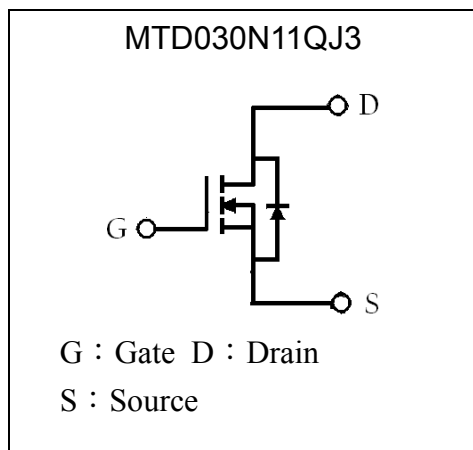 MTD030N11QJ3
D
G
S
G：Gate D：Drain
S：Source